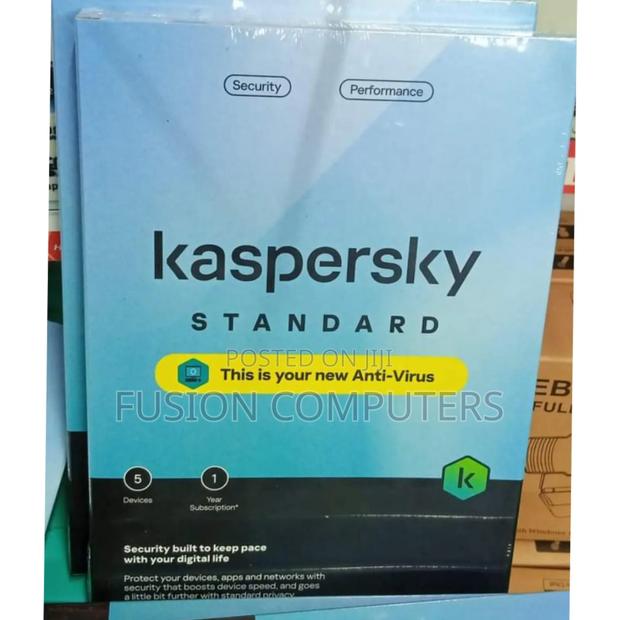 Security
Performance
kaspersky
STANDARD
POSTED ON JIJI
This is your new Anti-Virus
FUSION COMPUTERS
5
Devices
1
Year
Subscription*
k
Security built to keep pace
with your digital life
Protect your devices, apps and networks with
security that boosts device speed, and goes
a little bit further with standard privacy
EB
FULL